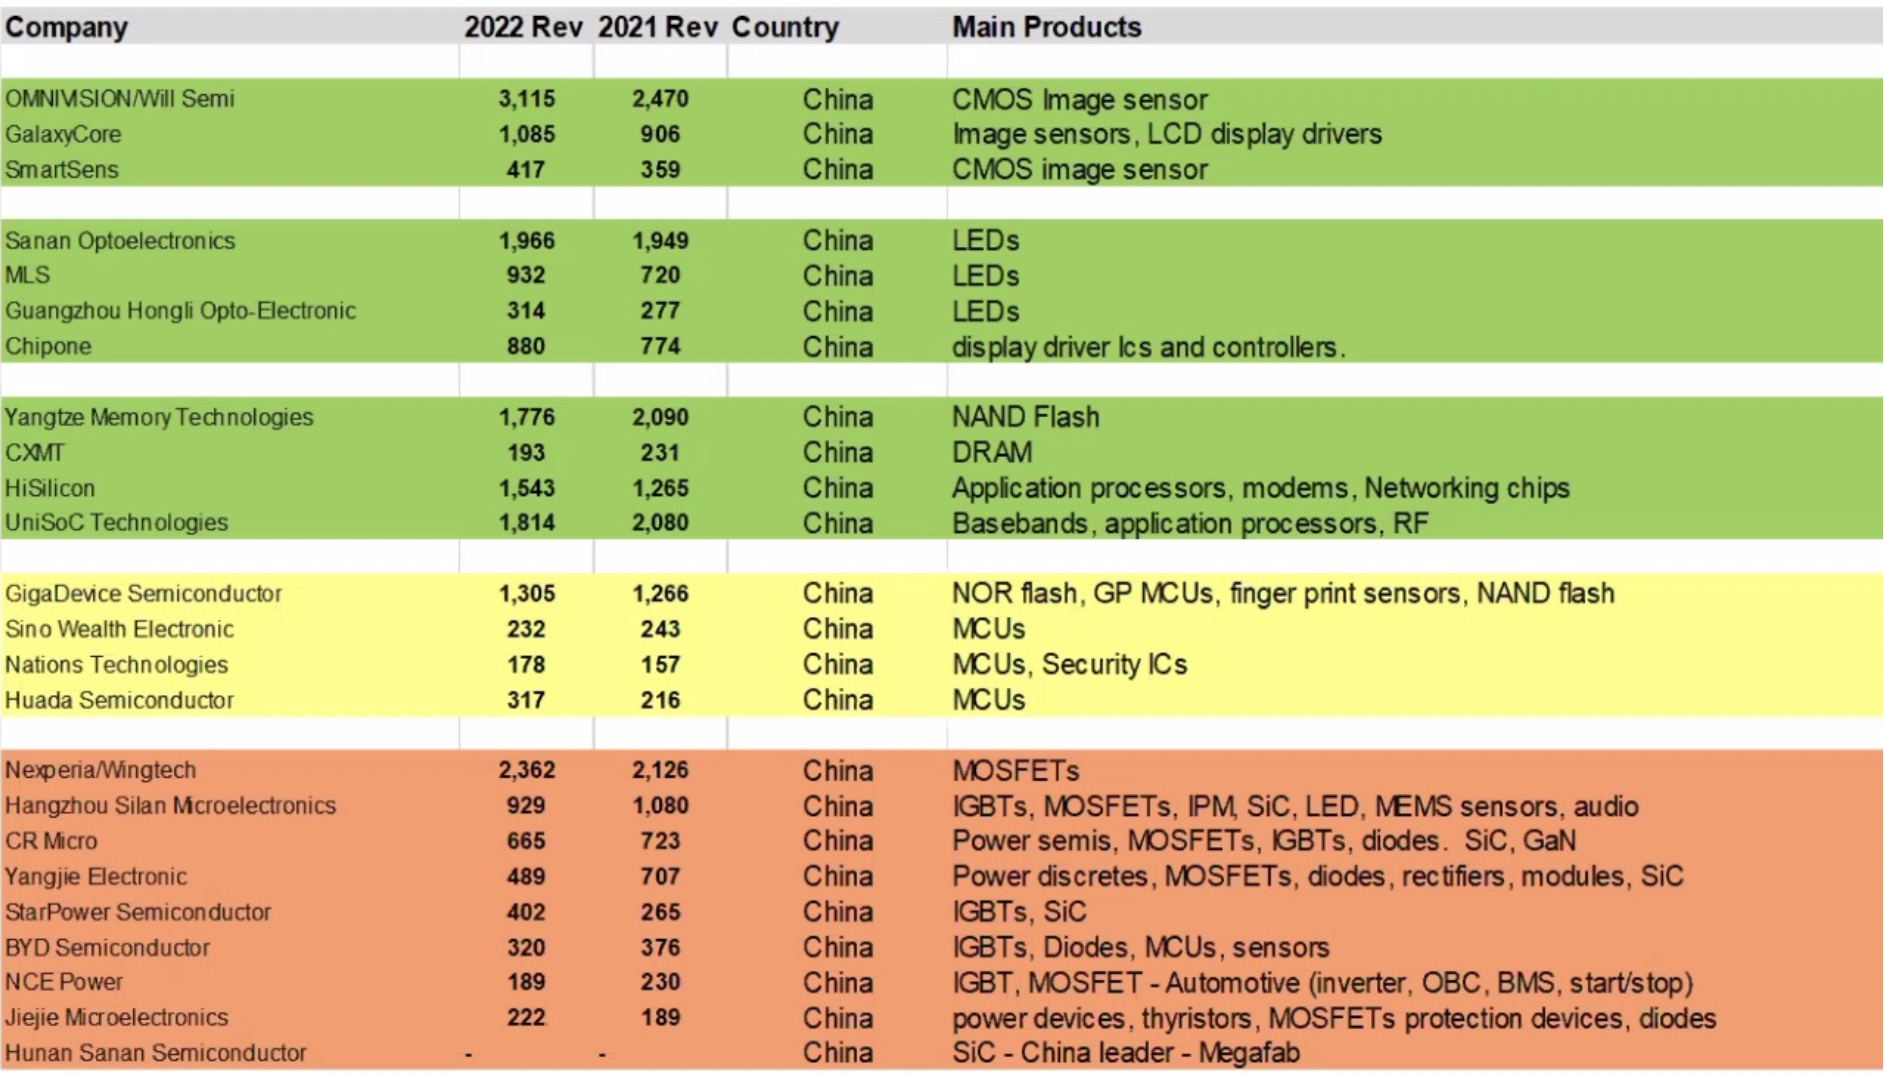 Company 2022 Rev 2021 Rev Country Main Products
OMNIVISION/Will Semi 3,115 2,470 China CMOS Image sensor
GalaxyCore 1,085 906 China Image sensors, LCD display drivers
SmartSens 417 359 China CMOS image sensor
Sanan Optoelectronics 1,966 1,949 China LEDs
MLS 932 720 China LEDs
Guangzhou Hongli Opto-Electronic 314 277 China LEDs
Chipone 880 774 China display driver Ics and controllers.
Yangtze Memory Technologies 1,776 2,090 China NAND Flash
CXMT 193 231 China DRAM
HiSilicon 1,543 1,265 China Application processors, modems, Networking chips
UniSoC Technologies 1,814 2,080 China Basebands, application processors, RF
GigaDevice Semiconductor 1,305 1,266 China NOR flash, GP MCUs, finger print sensors, NAND flash
Sino Wealth Electronic 232 243 China MCUs
Nations Technologies 178 157 China MCUs, Security ICs
Huada Semiconductor 317 216 China MCUs
Nexperia/Wingtech 2,362 2,126 China MOSFETs
Hangzhou Silan Microelectronics 929 1,080 China IGBTs, MOSFETs, IPM, SiC, LED, MEMS sensors, audio
CR Micro 665 723 China Power semis, MOSFETs, IGBTs, diodes. SiC, GaN
Yangjie Electronic 489 707 China Power discretes, MOSFETs, diodes, rectifiers, modules, SiC
StarPower Semiconductor 402 265 China IGBTs, SiC
BYD Semiconductor 320 376 China IGBTs, Diodes, MCUs, sensors
NCE Power 189 230 China IGBT, MOSFET - Automotive (inverter, OBC, BMS, start/stop)
Jiejie Microelectronics 222 189 China power devices, thyristors, MOSFETs protection devices, diodes
Hunan Sanan Semiconductor - - China SiC - China leader - Megafab